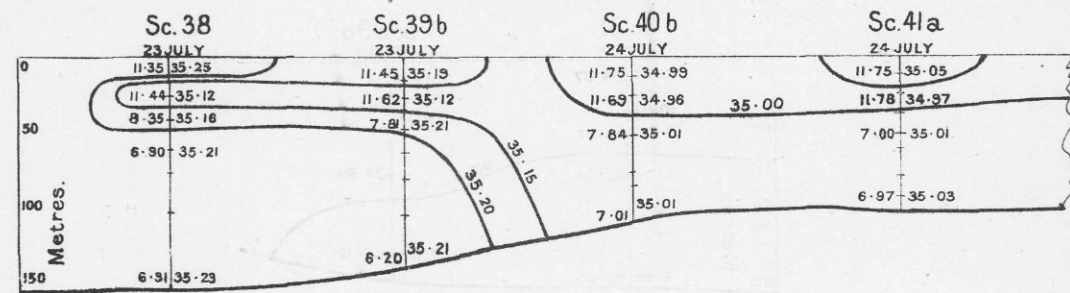 Sc.38 Sc.39b Sc.40b Sc.41a
23 JULY 23 JULY 24 JULY 24 JULY
0
11·35 35·25 11·45 35·19 11·75 34·99 11·75 35·05
11·44 35·12 11·62 35·12 11·69 34·96 35·00 11·78 34·97
8·35 35·16 7·81 35·21 7·84 35·01 7·00 35·01
50
6·90 35·21
35·15
35·20
100
7·01 35·01 6·97 35·03
6·20 35·21
150
6·31 35·23
Metres.